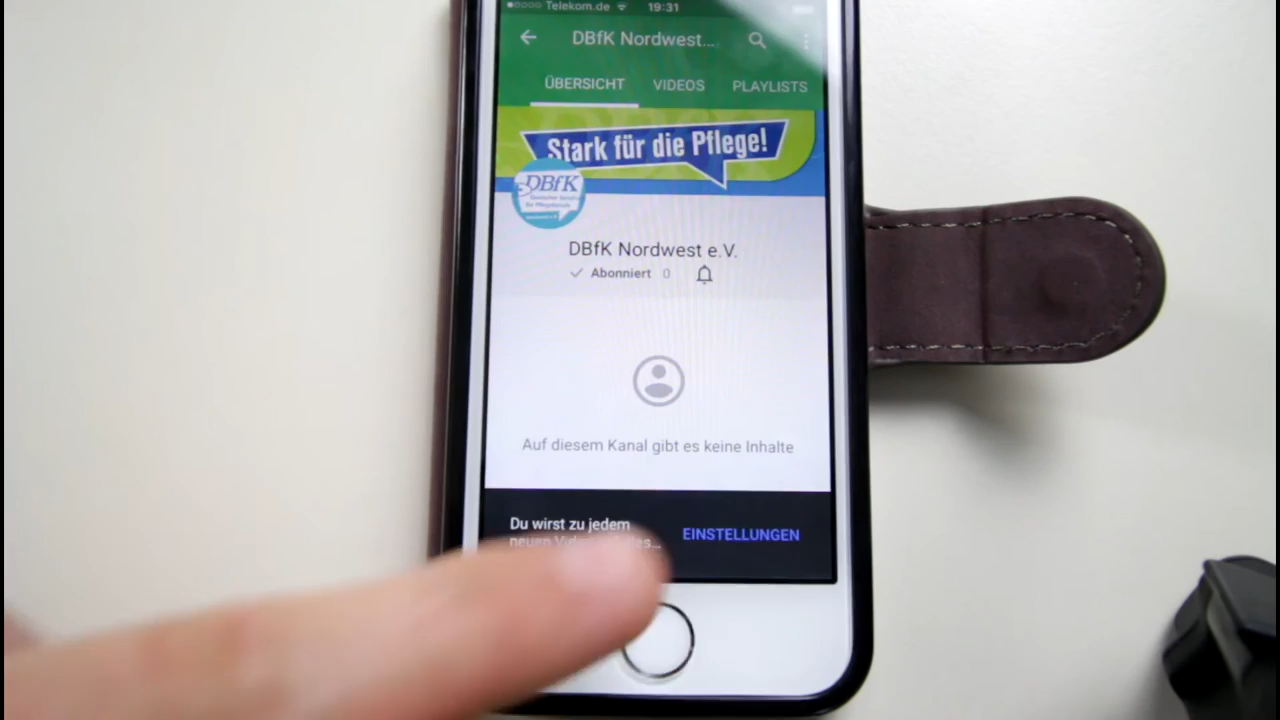 Telekom.de 19:31
DBfK Nordwest...
ÜBERSICHT VIDEOS PLAYLISTS
Stark für die Pflege!
DBfK
DBfK Nordwest e.V.
Abonniert 0
Auf diesem Kanal gibt es keine Inhalte
Du wirst zu jedem
neuen
EINSTELLUNGEN